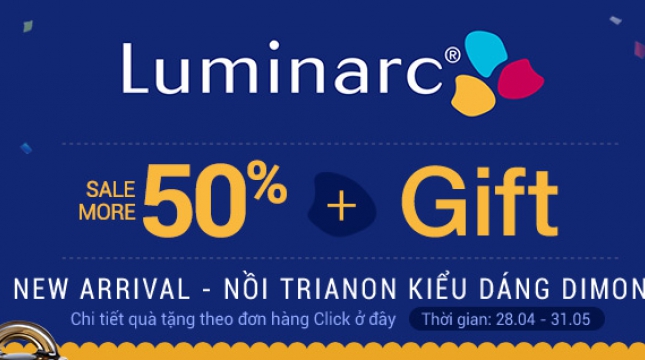 Luminarc®
SALE
MORE
50% + Gift
NEW ARRIVAL - NỒI TRIANON KIỂU DÁNG DIMON
Chi tiết quà tặng theo đơn hàng Click ở đây
Thời gian: 28.04 - 31.05